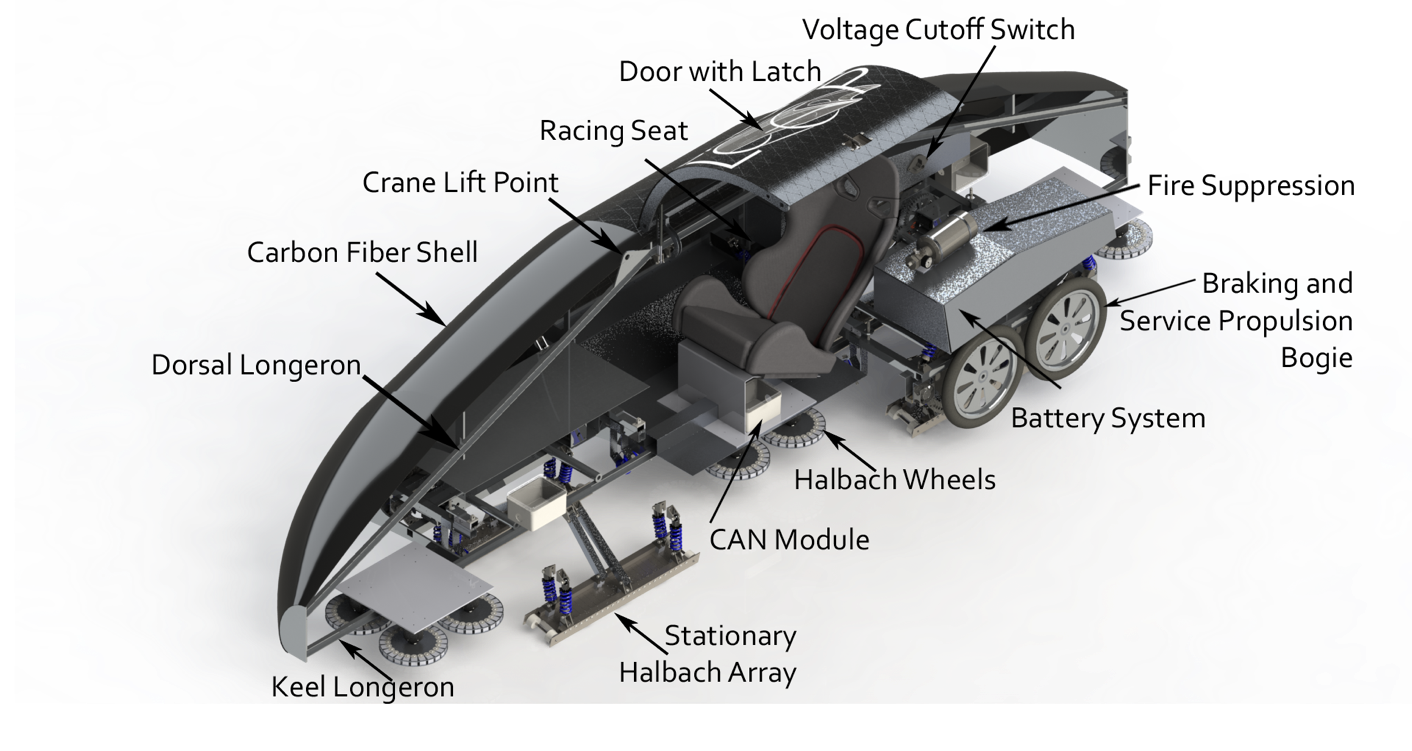 Voltage Cutoff Switch
Door with Latch
Racing Seat
Crane Lift Point
Fire Suppression
Carbon Fiber Shell
Braking and
Service Propulsion
Bogie
Dorsal Longeron
Battery System
Halbach Wheels
CAN Module
Stationary
Halbach Array
Keel Longeron